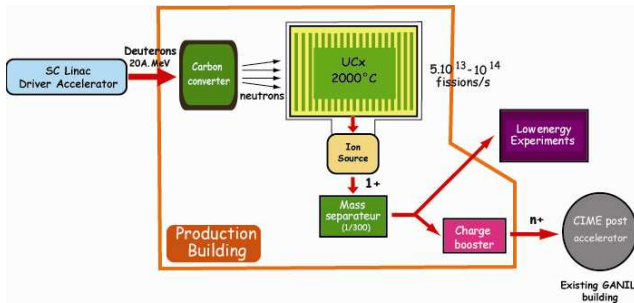 Deuterons
20A.MeV
SC Linac
Driver Accelerator
Carbon
converter
neutrons
UCx
2000°C
5.10 13 - 10 14
fissions/s
Ion
Source
1+
Mass
separateur
(1/300)
Low energy
Experiments
Charge
booster
n+
CIME post
accelerator
Existing GANIL
building
Production
Building